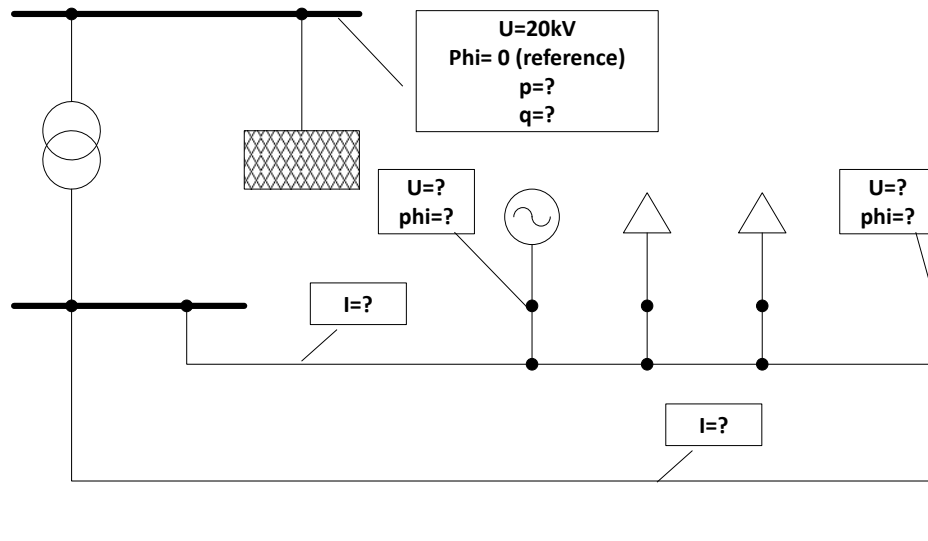 U=20kV
Phi= 0 (reference)
p=?
q=?
U=?
phi=?
U=?
phi=?
I=?
I=?